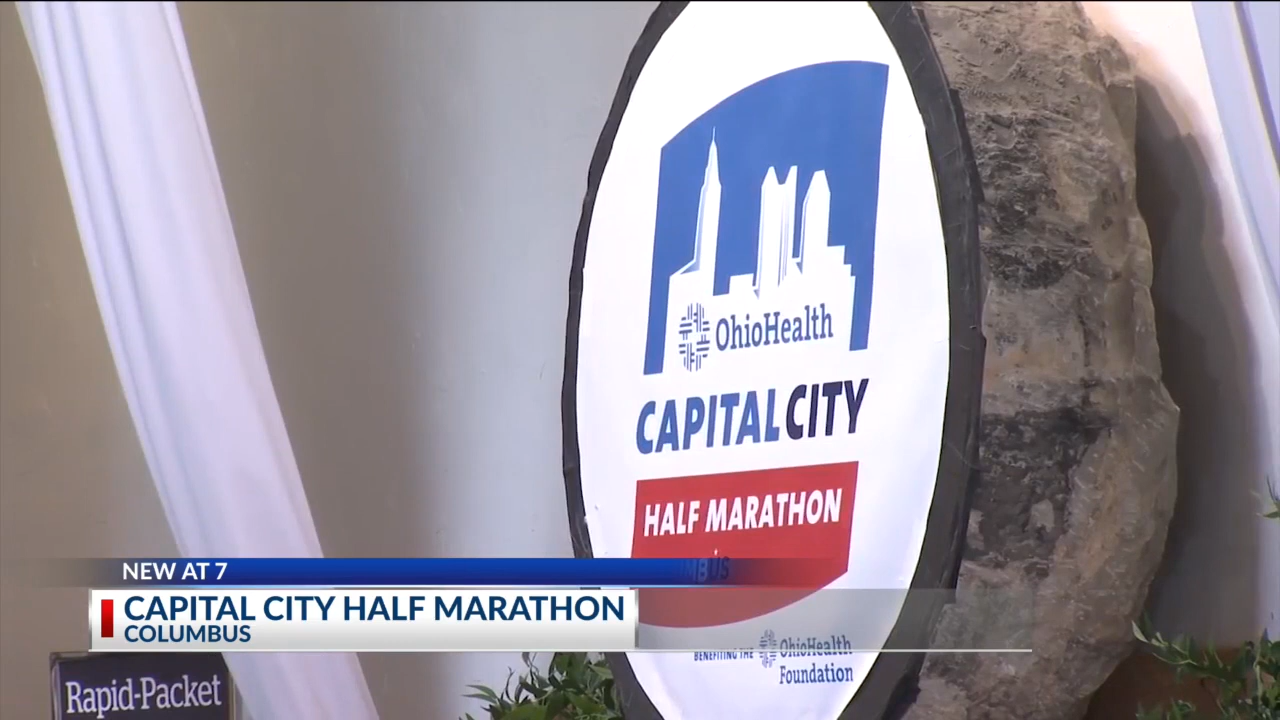 OhioHealth
CAPITAL CITY
HALF MARATHON
BENEFITING THE OhioHealth
Foundation
NEW AT 7
CAPITAL CITY HALF MARATHON
COLUMBUS
Rapid-Packet